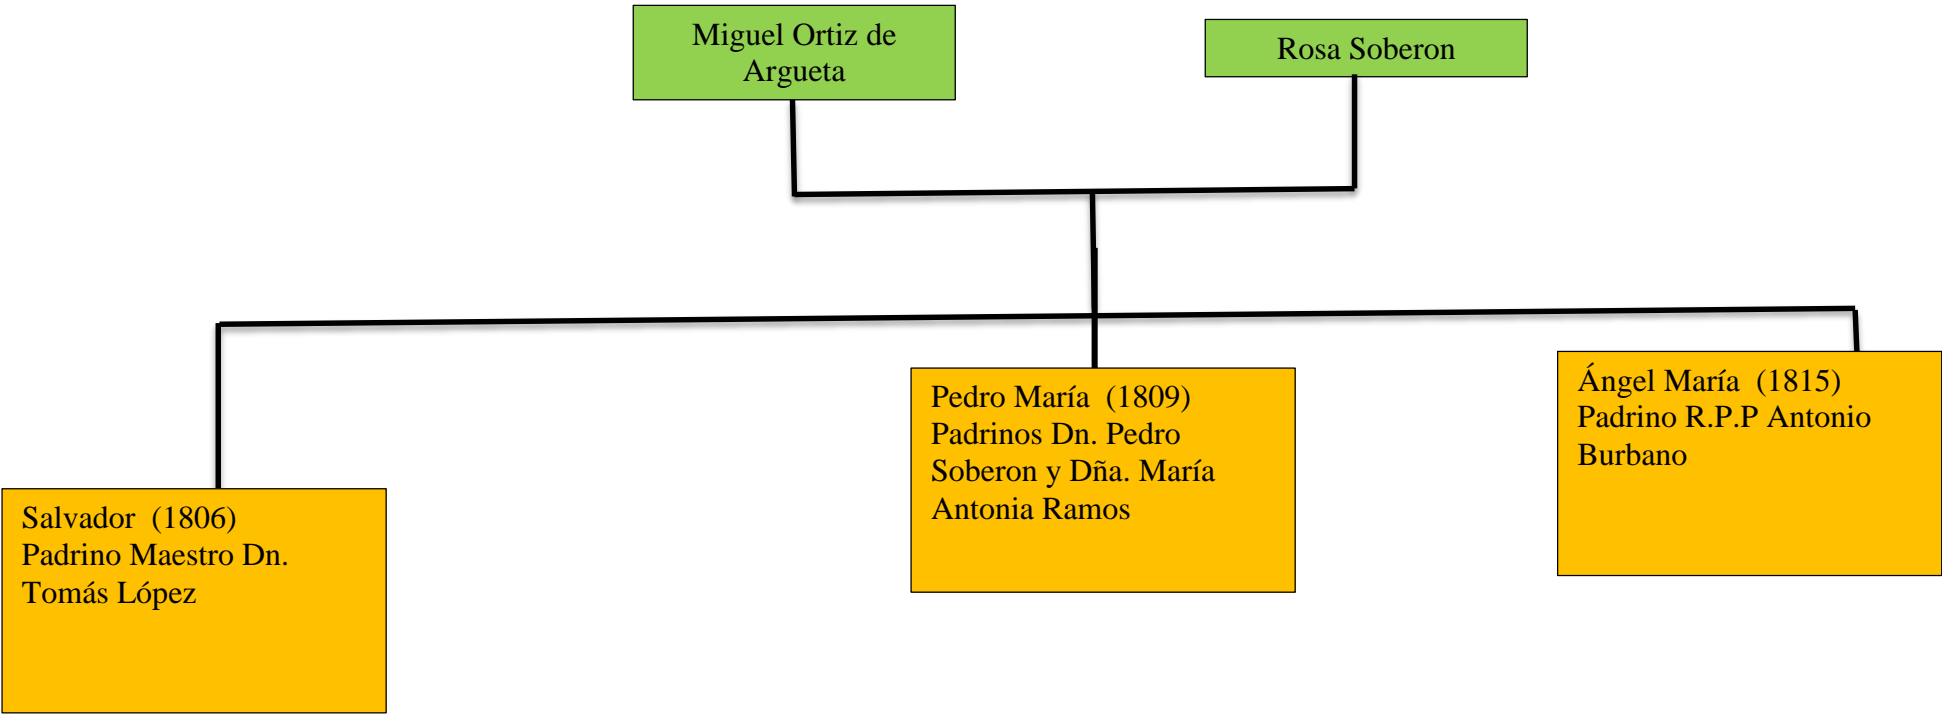 Miguel Ortiz de
Argueta
Rosa Soberon
Salvador  (1806)
Padrino Maestro Dn.
Tomás López
Pedro María  (1809)
Padrinos Dn. Pedro
Soberon y Dña. María
Antonia Ramos
Ángel María  (1815)
Padrino R.P.P Antonio
Burbano